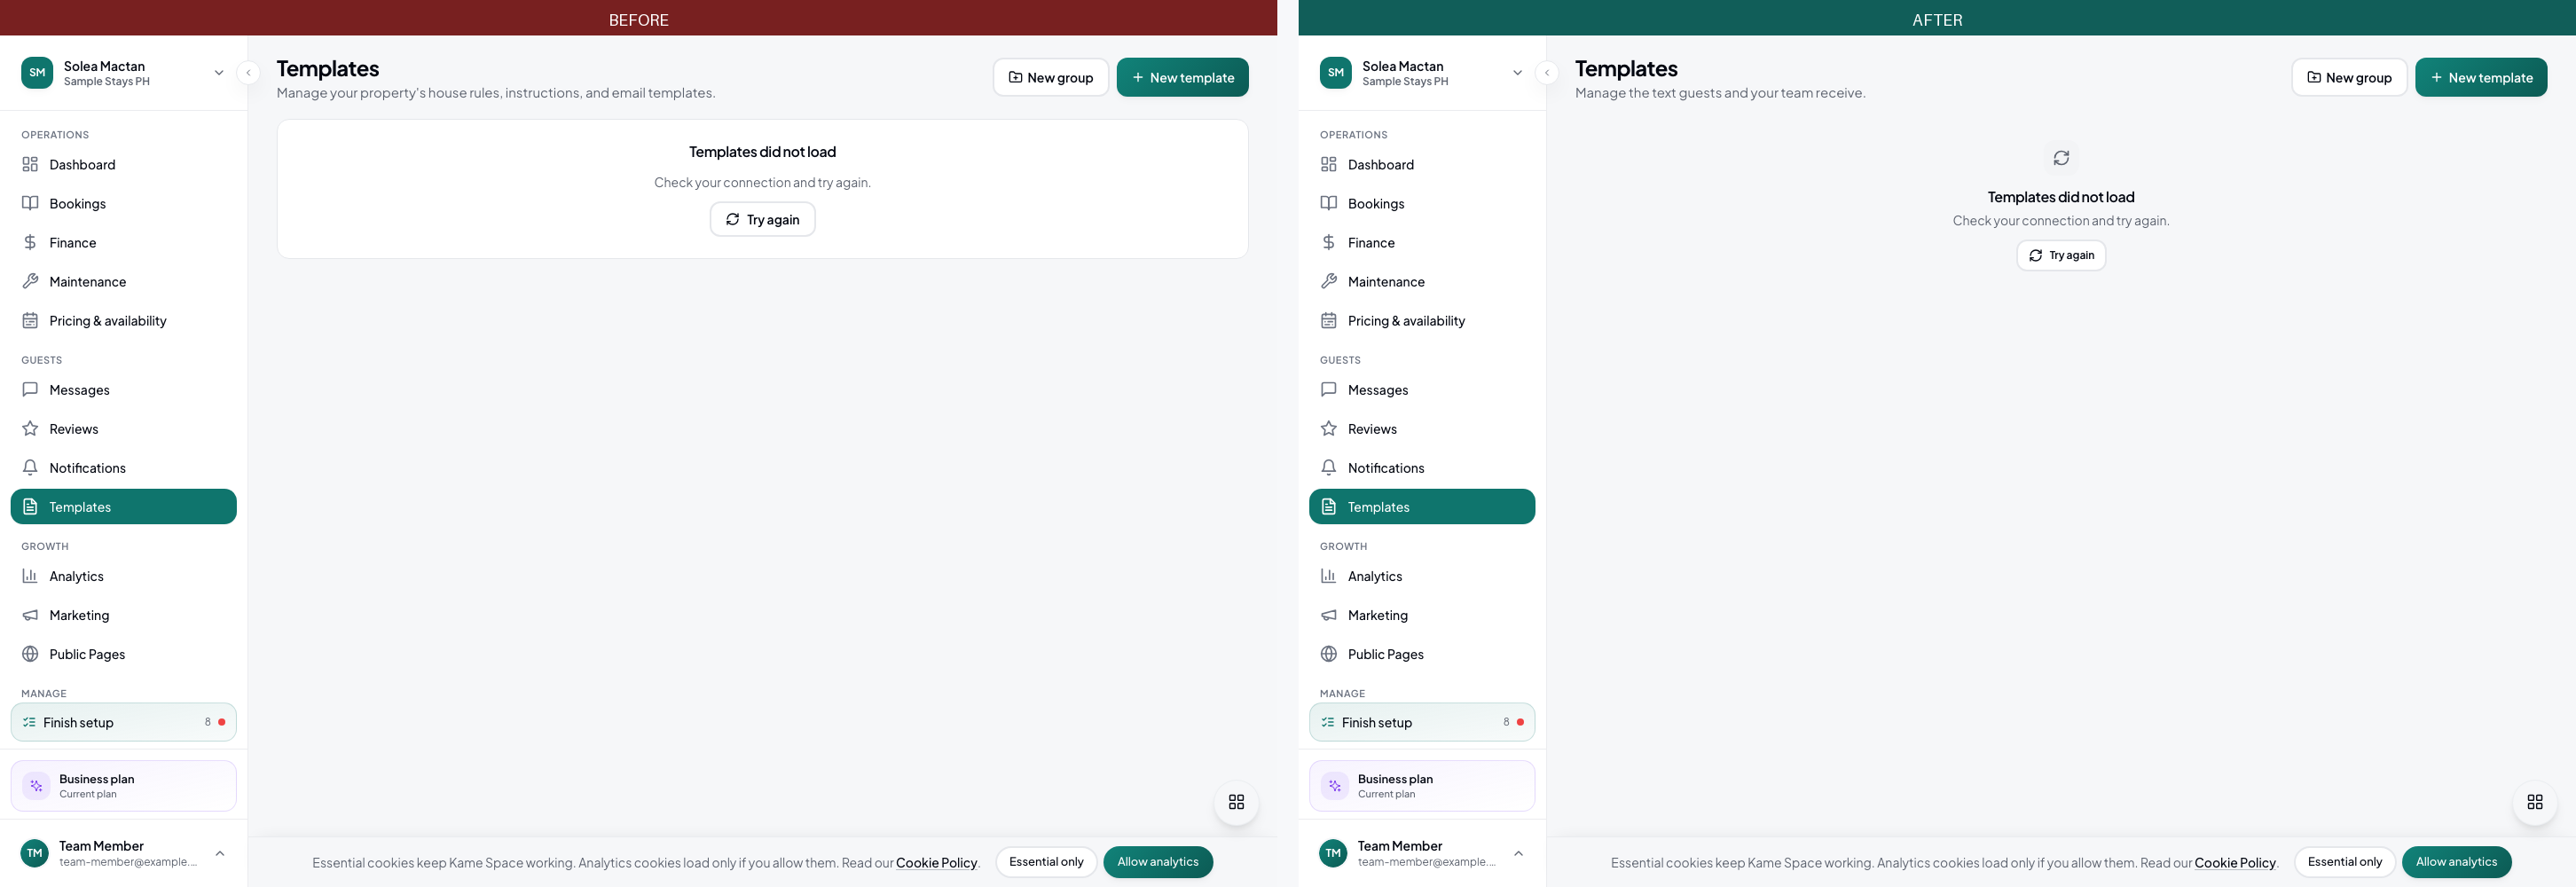 BEFORE
SM
Solea Mactan
Sample Stays PH
OPERATIONS
Dashboard
Bookings
Finance
Maintenance
Pricing & availability
GUESTS
Messages
Reviews
Notifications
Templates
GROWTH
Analytics
Marketing
Public Pages
MANAGE
Finish setup 8
Business plan
Current plan
TM
Team Member
team-member@example....
Templates
Manage your property's house rules, instructions, and email templates.
New group
New template
Templates did not load
Check your connection and try again.
Try again
Essential cookies keep Kame Space working. Analytics cookies load only if you allow them. Read our Cookie Policy.
Essential only
Allow analytics
AFTER
SM
Solea Mactan
Sample Stays PH
OPERATIONS
Dashboard
Bookings
Finance
Maintenance
Pricing & availability
GUESTS
Messages
Reviews
Notifications
Templates
GROWTH
Analytics
Marketing
Public Pages
MANAGE
Finish setup 8
Business plan
Current plan
TM
Team Member
team-member@example....
Templates
Manage the text guests and your team receive.
New group
New template
Templates did not load
Check your connection and try again.
Try again
Essential cookies keep Kame Space working. Analytics cookies load only if you allow them. Read our Cookie Policy.
Essential only
Allow analytics